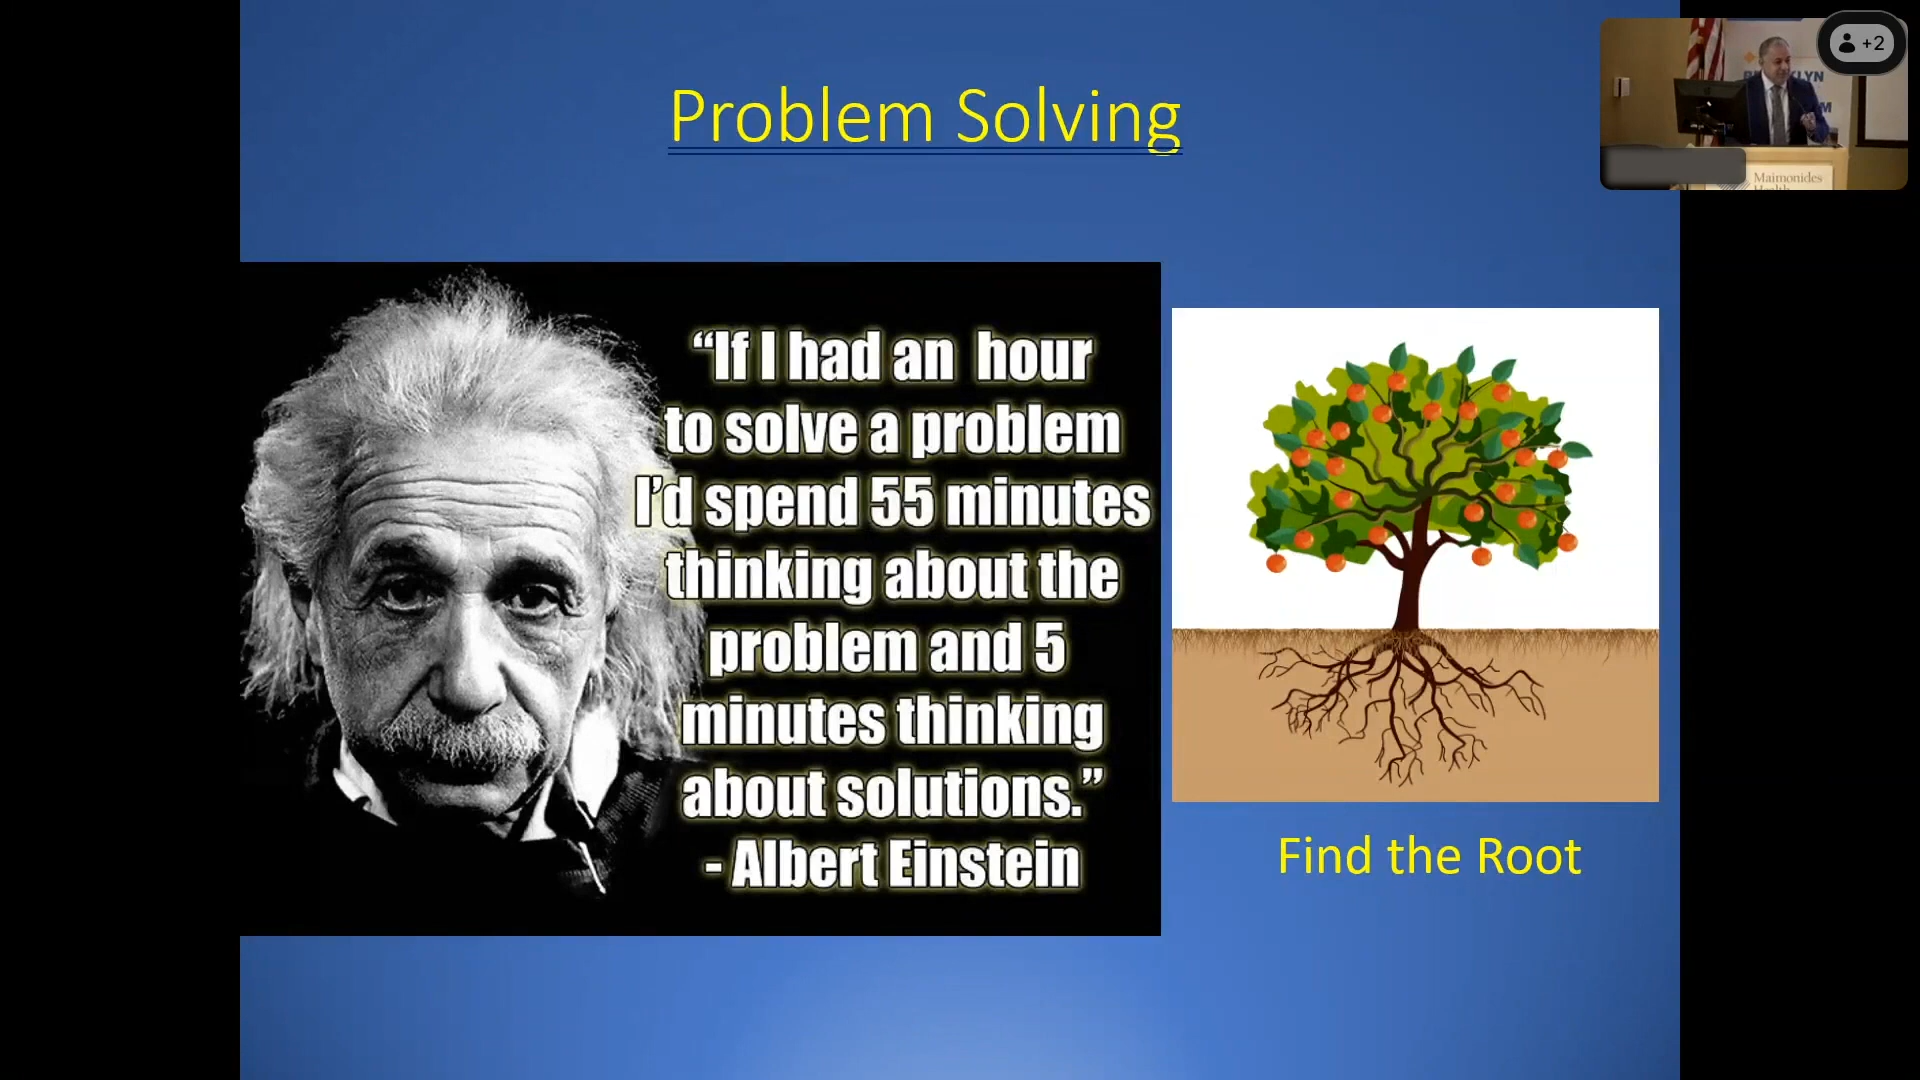 Problem Solving
+2
Maimonides
“If I had an hour
to solve a problem
I’d spend 55 minutes
thinking about the
problem and 5
minutes thinking
about solutions.”
- Albert Einstein
Find the Root